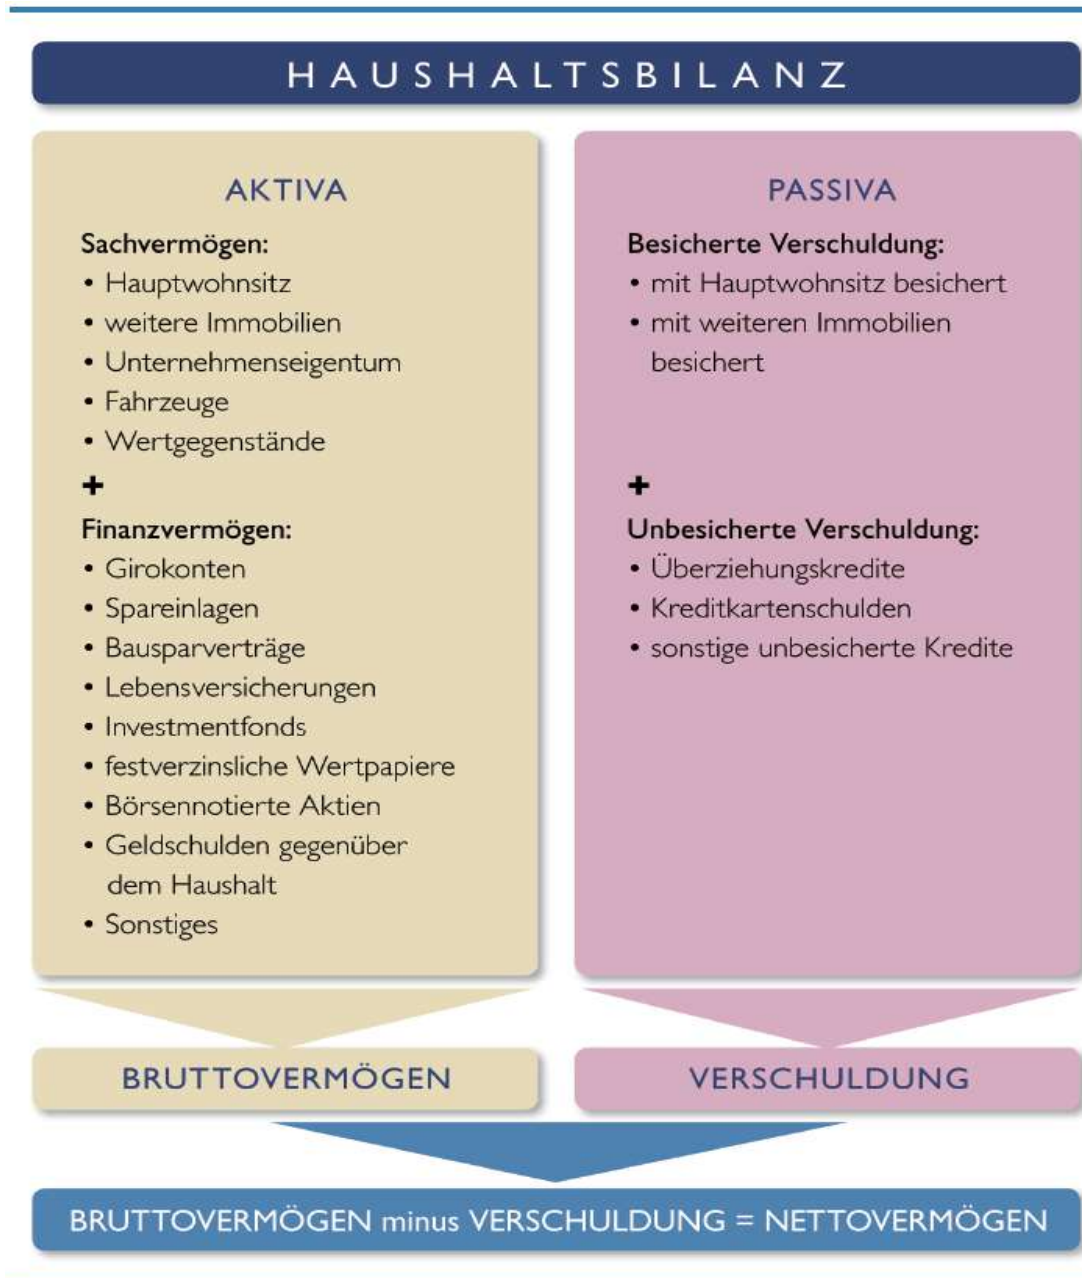 HAUSHALTSBILANZ
AKTIVA
Sachvermögen:
• Hauptwohnsitz
• weitere Immobilien
• Unternehmenseigentum
• Fahrzeuge
• Wertgegenstände
+
Finanzvermögen:
• Girokonten
• Spareinlagen
• Bausparverträge
• Lebensversicherungen
• Investmentfonds
• festverzinsliche Wertpapiere
• Börsennotierte Aktien
• Geldschulden gegenüber
dem Haushalt
• Sonstiges
PASSIVA
Besicherte Verschuldung:
• mit Hauptwohnsitz besichert
• mit weiteren Immobilien
besichert
+
Unbesicherte Verschuldung:
• Überziehungskredite
• Kreditkartenschulden
• sonstige unbesicherte Kredite
BRUTTOVERMÖGEN
VERSCHULDUNG
BRUTTOVERMÖGEN minus VERSCHULDUNG = NETTOVERMÖGEN